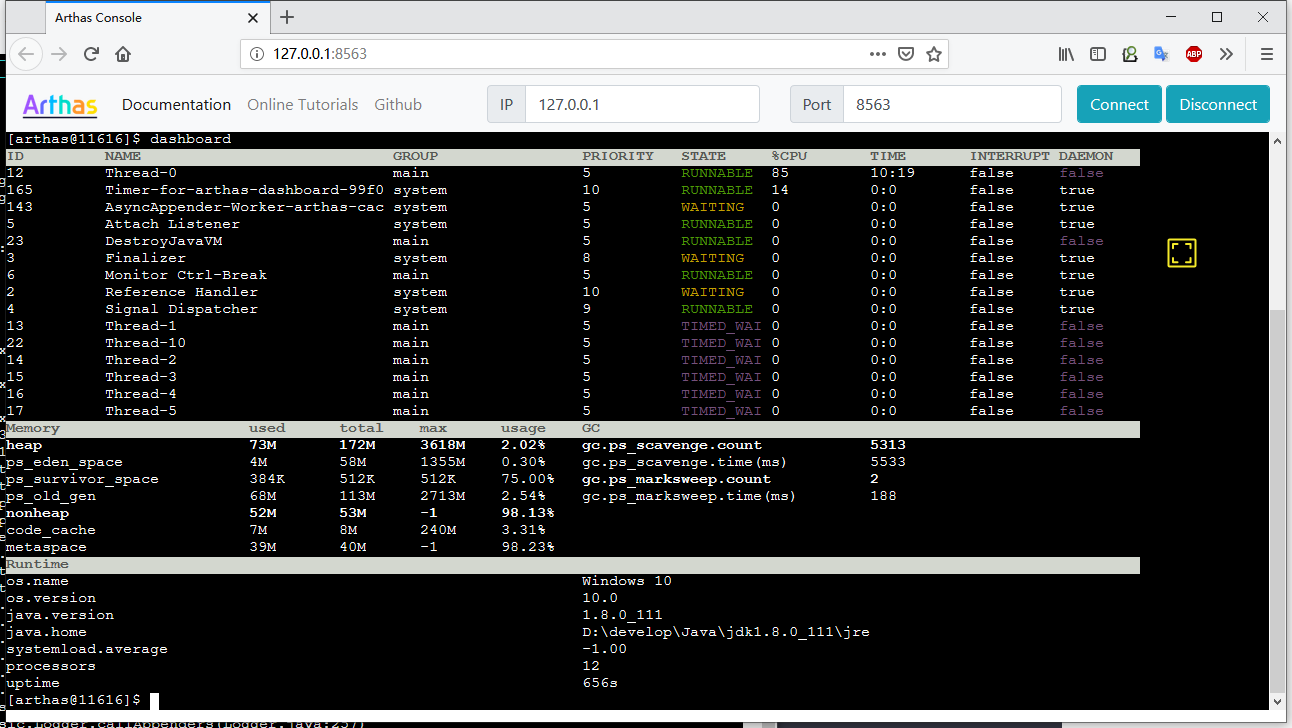 Arthas Console
127.0.0.1:8563
ABP
Arthas Documentation Online Tutorials Github IP 127.0.0.1 Port 8563 Connect Disconnect
[arthas@11616]$ dashboard
ID NAME GROUP PRIORITY STATE %CPU TIME INTERRUPT DAEMON
12 Thread-0 main 5 RUNNABLE 85 10:19 false false
165 Timer-for-arthas-dashboard-99f0 system 10 RUNNABLE 14 0:0 false true
143 AsyncAppender-Worker-arthas-cac system 5 WAITING 0 0:0 false true
5 Attach Listener system 5 RUNNABLE 0 0:0 false true
23 DestroyJavaVM main 5 RUNNABLE 0 0:0 false false
3 Finalizer system 8 WAITING 0 0:0 false true
6 Monitor Ctrl-Break main 5 RUNNABLE 0 0:0 false true
2 Reference Handler system 10 WAITING 0 0:0 false true
4 Signal Dispatcher system 9 RUNNABLE 0 0:0 false true
13 Thread-1 main 5 TIMED_WAI 0 0:0 false false
22 Thread-10 main 5 TIMED_WAI 0 0:0 false false
14 Thread-2 main 5 TIMED_WAI 0 0:0 false false
15 Thread-3 main 5 TIMED_WAI 0 0:0 false false
16 Thread-4 main 5 TIMED_WAI 0 0:0 false false
17 Thread-5 main 5 TIMED_WAI 0 0:0 false false
Memory used total max usage GC
heap 73M 172M 3618M 2.02% gc.ps_scavenge.count 5313
ps_eden_space 4M 58M 1355M 0.30% gc.ps_scavenge.time(ms) 5533
ps_survivor_space 384K 512K 512K 75.00% gc.ps_marksweep.count 2
ps_old_gen 68M 113M 2713M 2.54% gc.ps_marksweep.time(ms) 188
nonheap 52M 53M -1 98.13%
code_cache 7M 8M 240M 3.31%
metaspace 39M 40M -1 98.23%
Runtime
os.name Windows 10
os.version 10.0
java.version 1.8.0_111
java.home D:\develop\Java\jdk1.8.0_111\jre
systemload.average -1.00
processors 12
uptime 656s
[arthas@11616]$